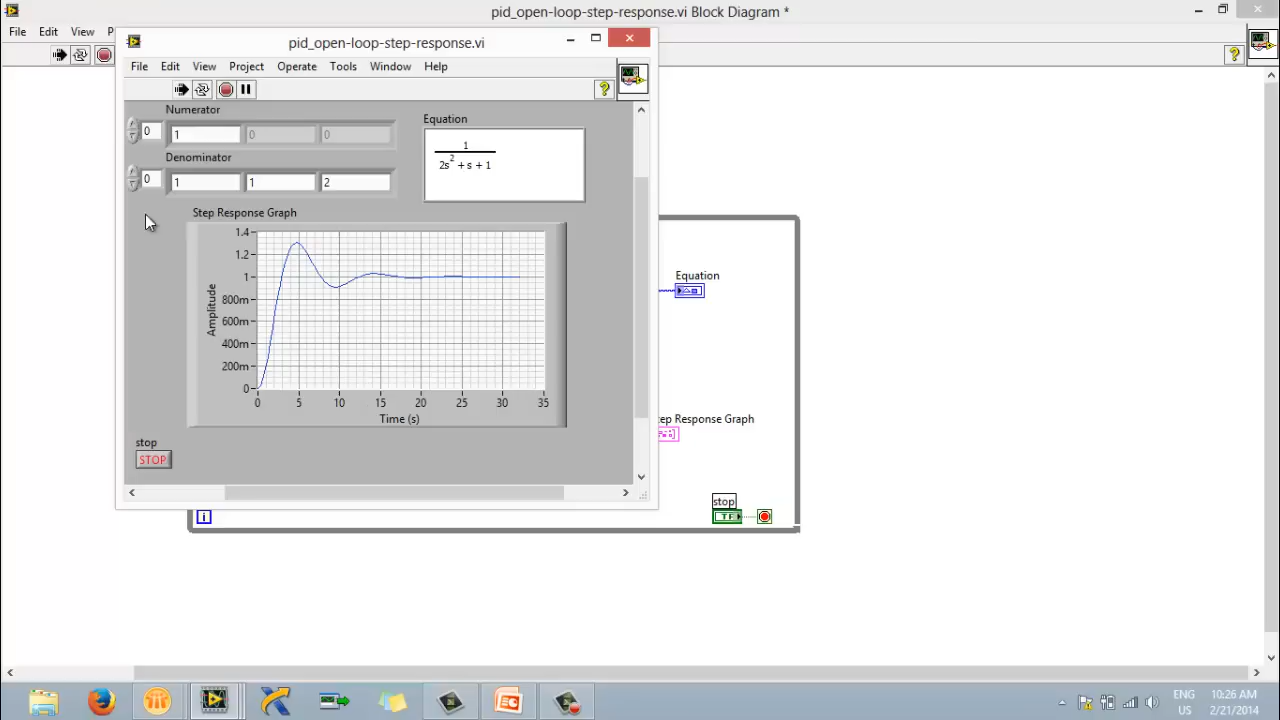 pid_open-loop-step-response.vi Block Diagram *
File Edit View P
pid_open-loop-step-response.vi
File Edit View Project Operate Tools Window Help
Numerator
0 1 0 0
Denominator
0 1 1 2
Equation
1
2s2 + s + 1
Step Response Graph
1.4
1.2
1
800m
600m
400m
200m
0
Amplitude
0 5 10 15 20 25 30 35
Time (s)
stop
STOP
Equation
tep Response Graph
stop
TF
i
ENG
US
10:26 AM
2/21/2014